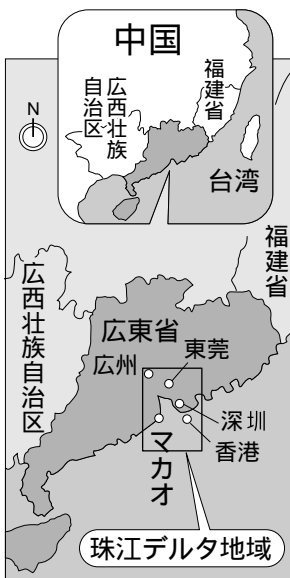 中国
広西壮族
自治区
福建省
台湾
N
福建省
広西壮族自治区
広東省
広州
東莞
深圳
香港
マカオ
珠江デルタ地域